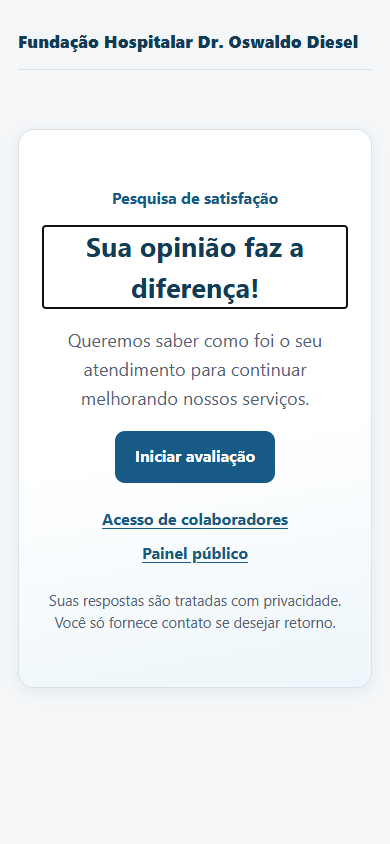 Fundação Hospitalar Dr. Oswaldo Diesel
Pesquisa de satisfação
Sua opinião faz a
diferença!
Queremos saber como foi o seu
atendimento para continuar
melhorando nossos serviços.
Iniciar avaliação
Acesso de colaboradores
Painel público
Suas respostas são tratadas com privacidade.
Você só fornece contato se desejar retorno.